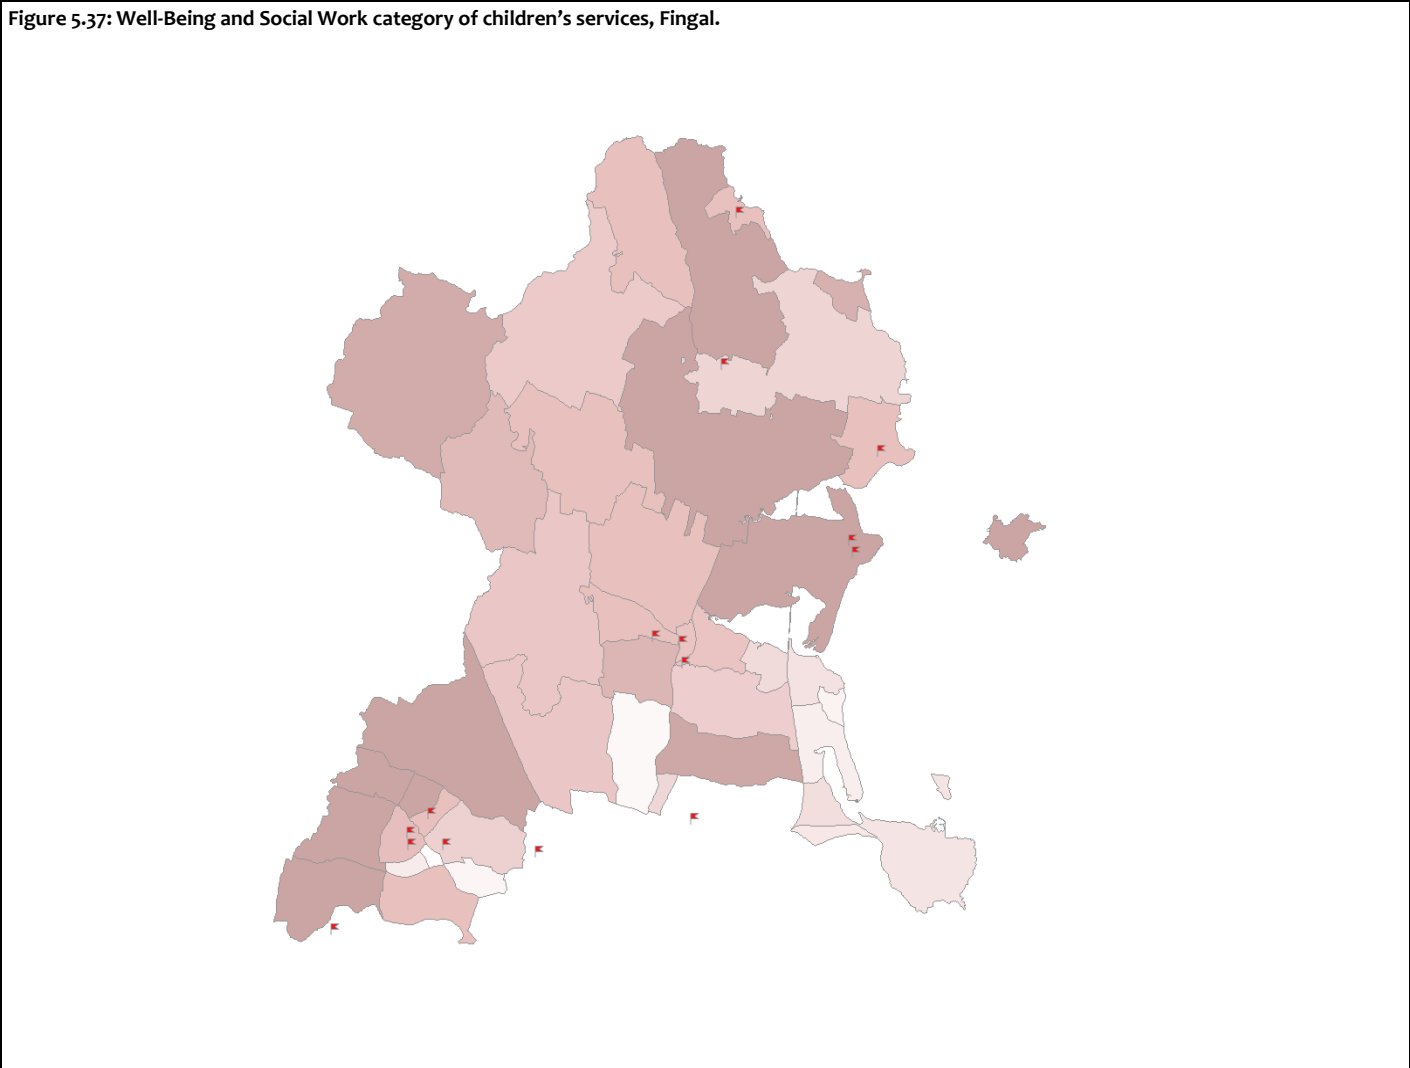 Figure 5.37: Well-Being and Social Work category of children’s services, Fingal.